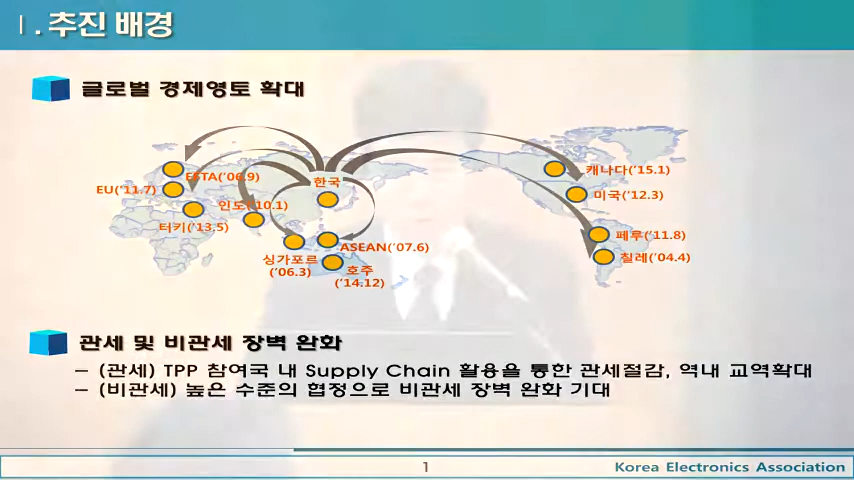 Ⅰ. 추진 배경
글로벌 경제영토 확대
EFTA('06.9)
EU('11.7)
한국
인도('10.1)
터키('13.5)
싱가포르
('06.3)
ASEAN('07.6)
호주
('14.12)
캐나다('15.1)
미국('12.3)
페루('11.8)
칠레('04.4)
관세 및 비관세 장벽 완화
– (관세) TPP 참여국 내 Supply Chain 활용을 통한 관세절감, 역내 교역확대
– (비관세) 높은 수준의 협정으로 비관세 장벽 완화 기대
1
Korea Electronics Association